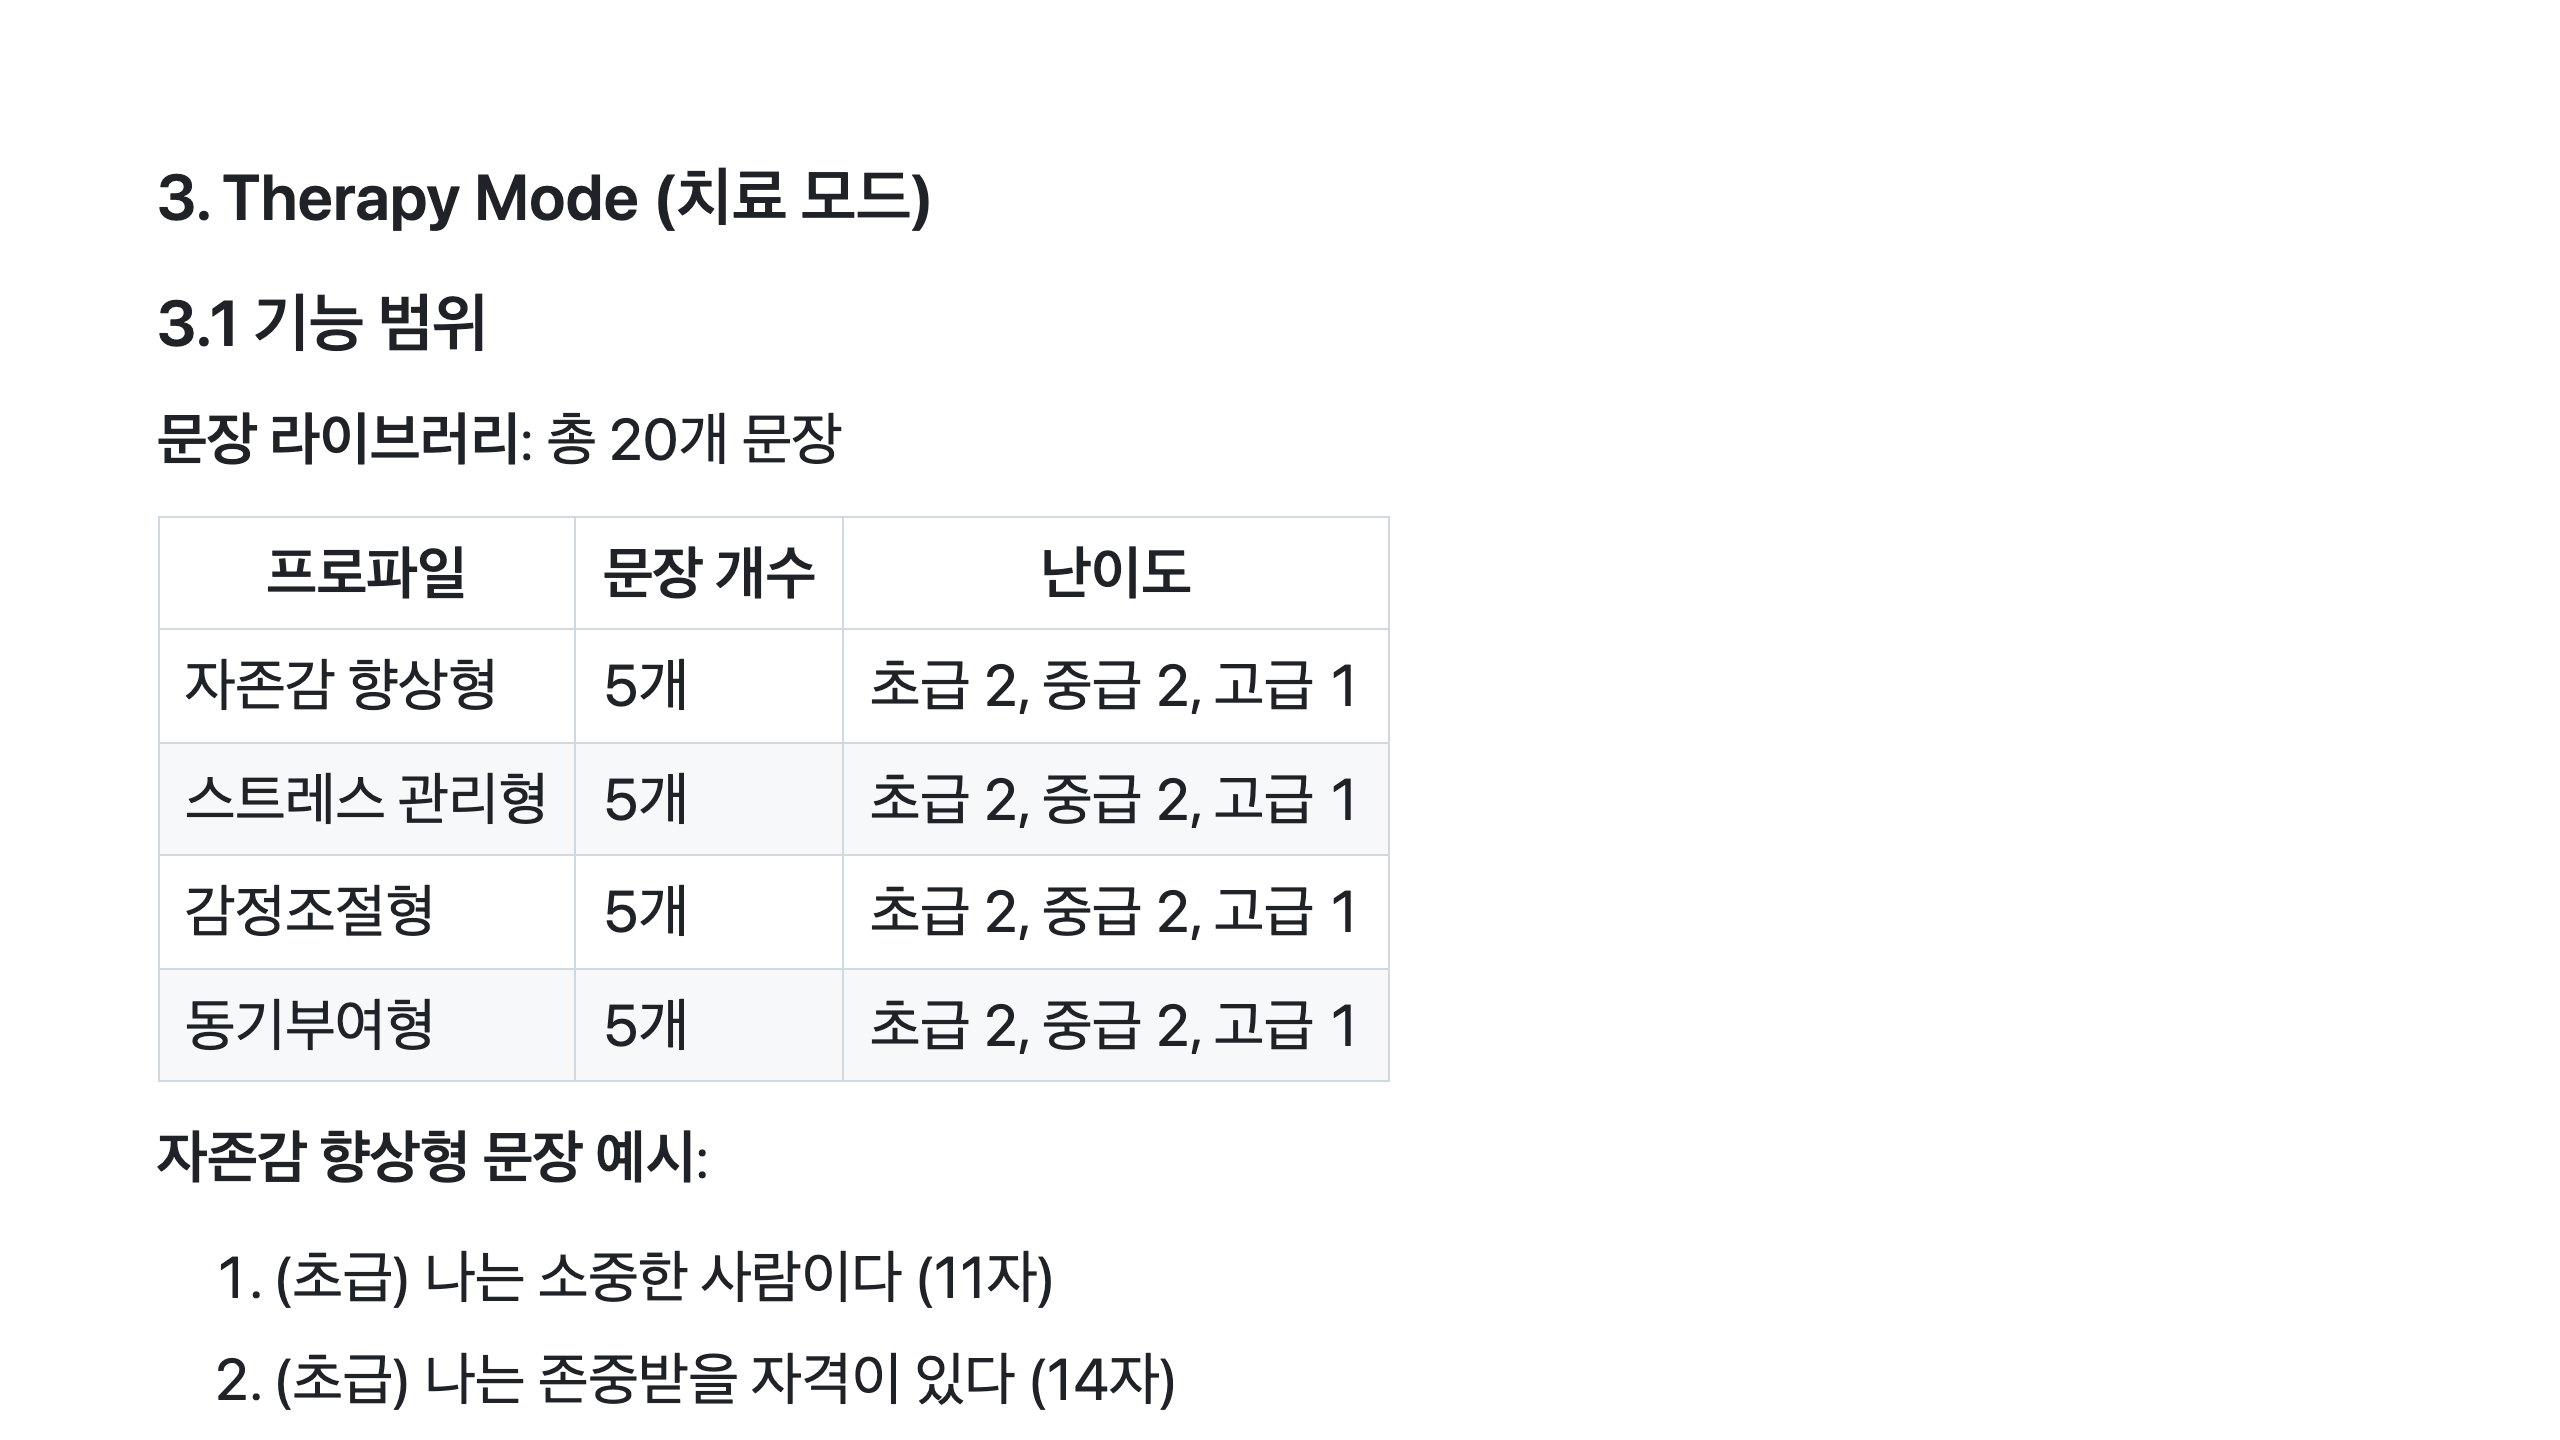 3. Therapy Mode (치료 모드)
3.1 기능 범위
문장 라이브러리: 총 20개 문장
프로파일 문장 개수 난이도
자존감 향상형 5개 초급 2, 중급 2, 고급 1
스트레스 관리형 5개 초급 2, 중급 2, 고급 1
감정조절형 5개 초급 2, 중급 2, 고급 1
동기부여형 5개 초급 2, 중급 2, 고급 1
자존감 향상형 문장 예시:
1. (초급) 나는 소중한 사람이다 (11자)
2. (초급) 나는 존중받을 자격이 있다 (14자)